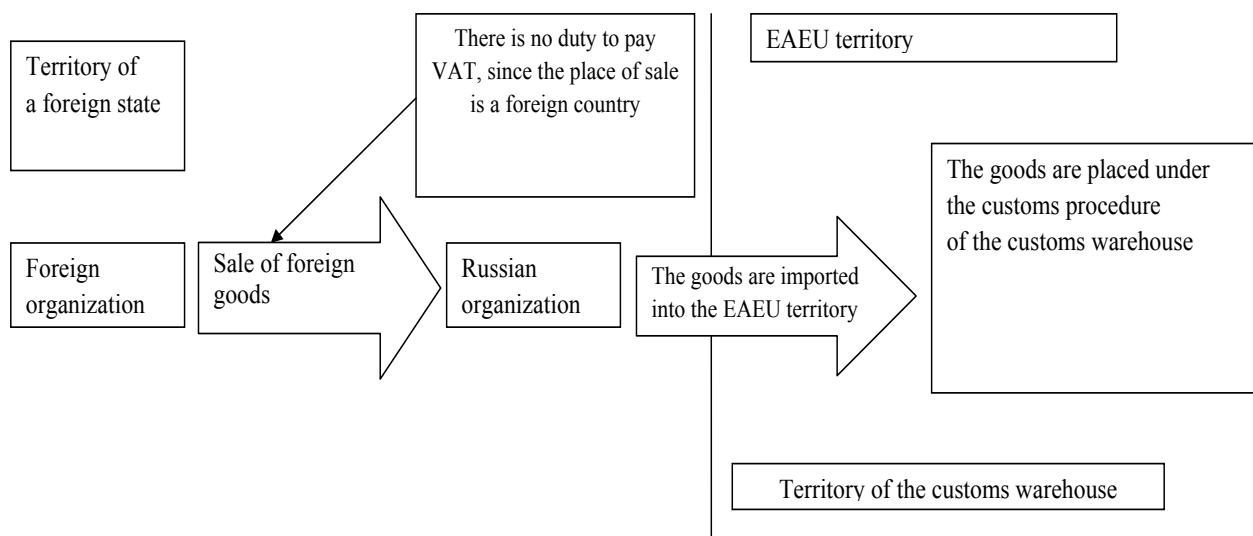 Territory of
a foreign state
There is no duty to pay
VAT, since the place of sale
is a foreign country
EAEU territory
Foreign
organization
Sale of foreign
goods
Russian
organization
The goods are imported
into the EAEU territory
The goods are placed under
the customs procedure
of the customs warehouse
Territory of the customs warehouse